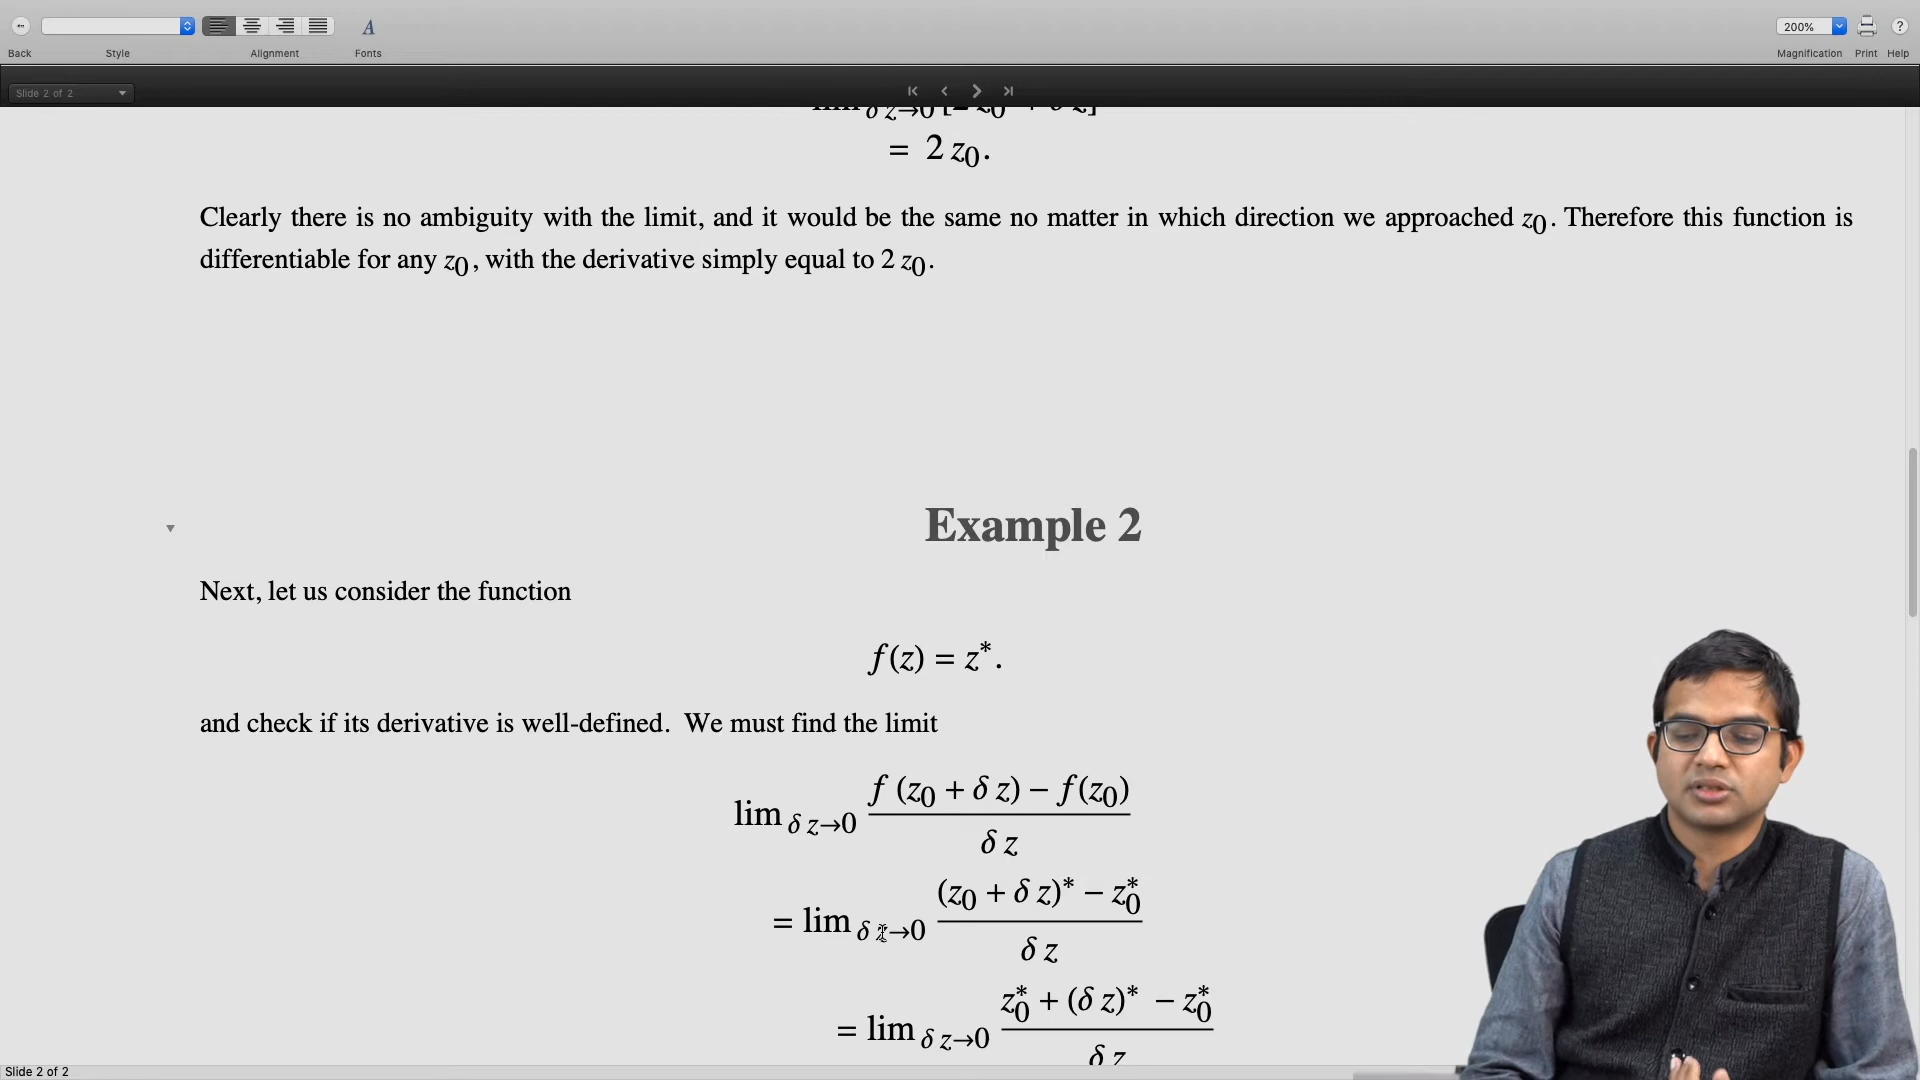 200%
Back Style Alignment Fonts Magnification Print Help
Slide 2 of 2
lim δ z→0 [2 z0 + δ z]
= 2 z0.
Clearly there is no ambiguity with the limit, and it would be the same no matter in which direction we approached z0. Therefore this function is
differentiable for any z0, with the derivative simply equal to 2 z0.
Example 2
Next, let us consider the function
f(z) = z*.
and check if its derivative is well-defined. We must find the limit
lim δ z→0 (f (z0 + δ z) − f(z0)) / (δ z)
= lim δ z→0 ((z0 + δ z)* − z0*) / (δ z)
= lim δ z→0 (z0* + (δ z)* − z0*) / (δ z)
Slide 2 of 2